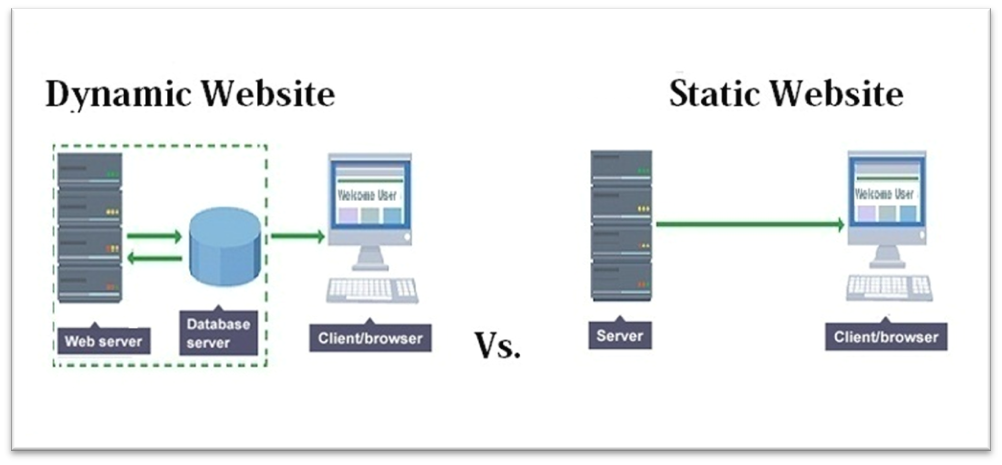 Dynamic Website
Static Website
Welcome User
Welcome User
Web server
Database
server
Client/browser
Vs.
Server
Client/browser